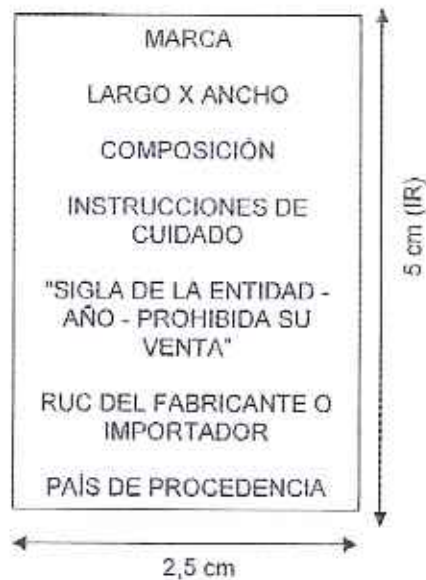 MARCA
LARGO X ANCHO
COMPOSICIÓN
INSTRUCCIONES DE
CUIDADO
"SIGLA DE LA ENTIDAD -
AÑO - PROHIBIDA SU
VENTA"
RUC DEL FABRICANTE O
IMPORTADOR
PAÍS DE PROCEDENCIA
5 cm (IR)
2,5 cm